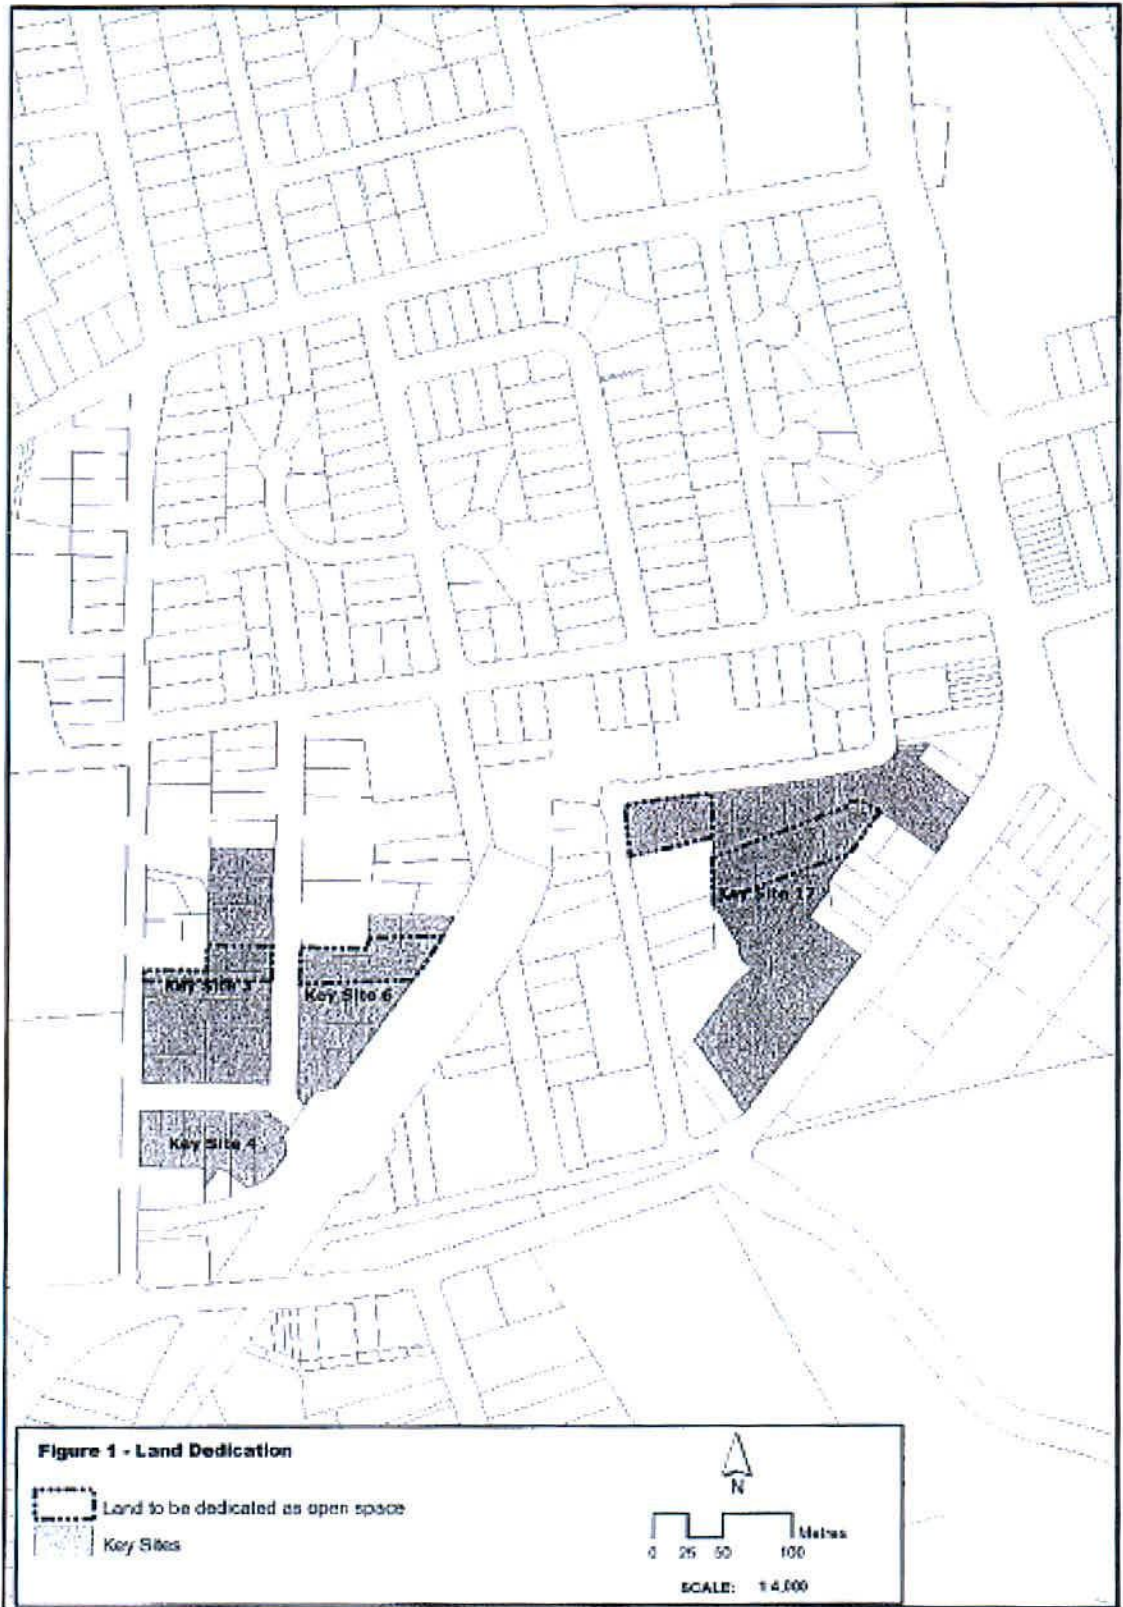 Key Site 17
Key Site 3
Key Site 6
Key Site 4
Figure 1 - Land Dedication
Land to be dedicated as open space
Key Sites
N
Metres
0 25 50 100
SCALE: 1:4,000